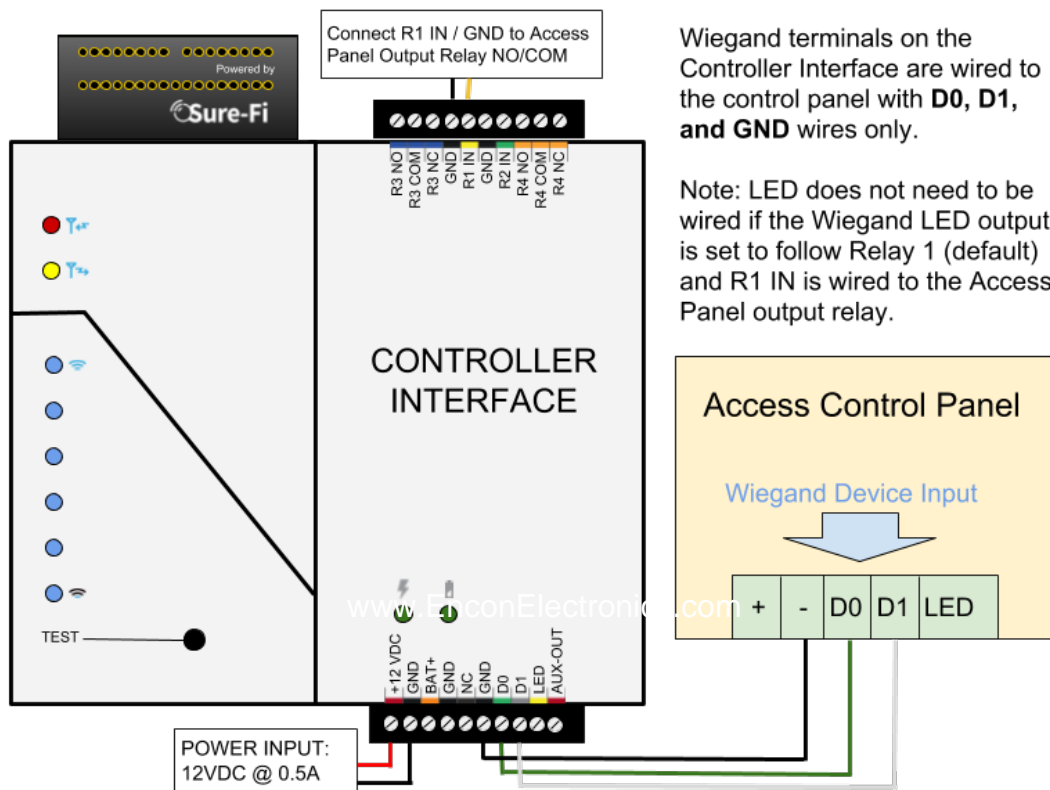 Connect R1 IN / GND to Access
Panel Output Relay NO/COM
Powered by
Sure-Fi
R3 NO
R3 COM
R3 NC
GND
R1 IN
GND
R2 IN
R4 NO
R4 COM
R4 NC
Wiegand terminals on the
Controller Interface are wired to
the control panel with D0, D1,
and GND wires only.
Note: LED does not need to be
wired if the Wiegand LED output
is set to follow Relay 1 (default)
and R1 IN is wired to the Access
Panel output relay.
CONTROLLER
INTERFACE
Access Control Panel
Wiegand Device Input
+ - D0 D1 LED
www.EnconElectronics.com
TEST
+12 VDC
GND
BAT+
GND
NC
GND
D0
D1
LED
AUX-OUT
POWER INPUT:
12VDC @ 0.5A